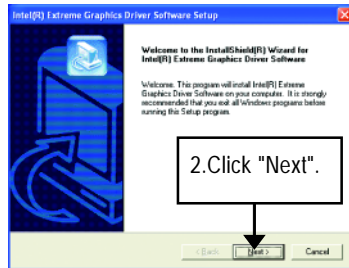 Intel(R) Extreme Graphics Driver Software Setup
Welcome to the InstallShield(R) Wizard for
Intel(R) Extreme Graphics Driver Software
Welcome. This program will install Intel(R) Extreme
Graphics Driver Software on your computer. It is strongly
recommended that you exit all Windows programs before
running this Setup program.
2.Click "Next".
< Back Next > Cancel